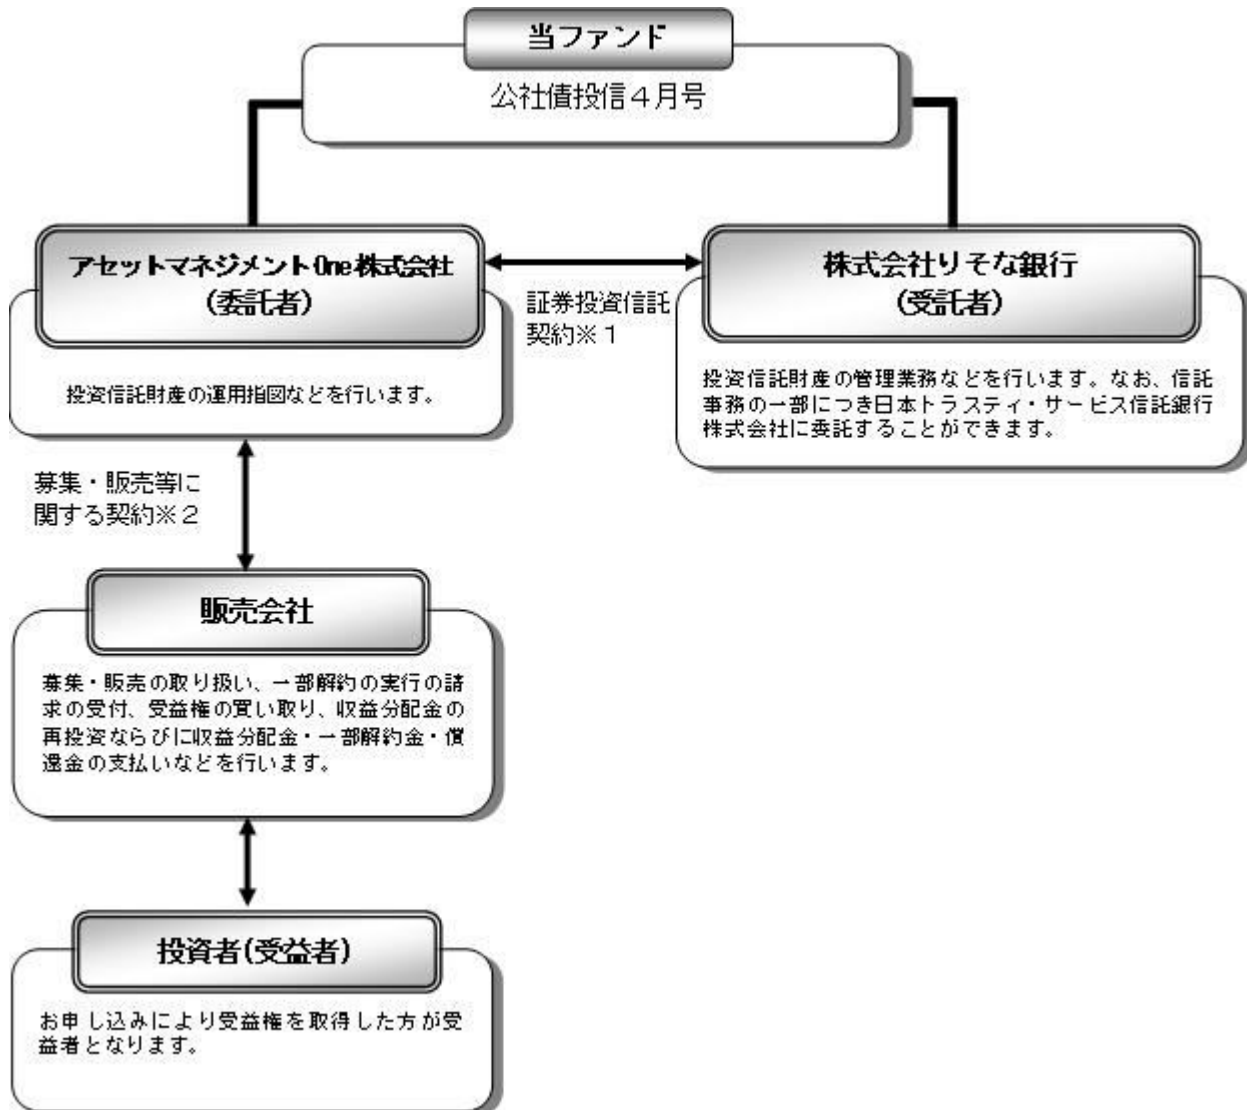 当ファンド
公社債投信４月号
アセットマネジメントOne株式会社
(委託者)
投資信託財産の運用指図などを行います。
証券投資信託
契約※１
株式会社りそな銀行
(受託者)
投資信託財産の管理業務などを行います。なお、信託
事務の一部につき日本トラスティ・サービス信託銀行
株式会社に委託することができます。
募集・販売等に
関する契約※２
販売会社
募集・販売の取り扱い、一部解約の実行の請
求の受付、受益権の買い取り、収益分配金の
再投資ならびに収益分配金・一部解約金・償
還金の支払いなどを行います。
投資者(受益者)
お申し込みにより受益権を取得した方が受
益者となります。